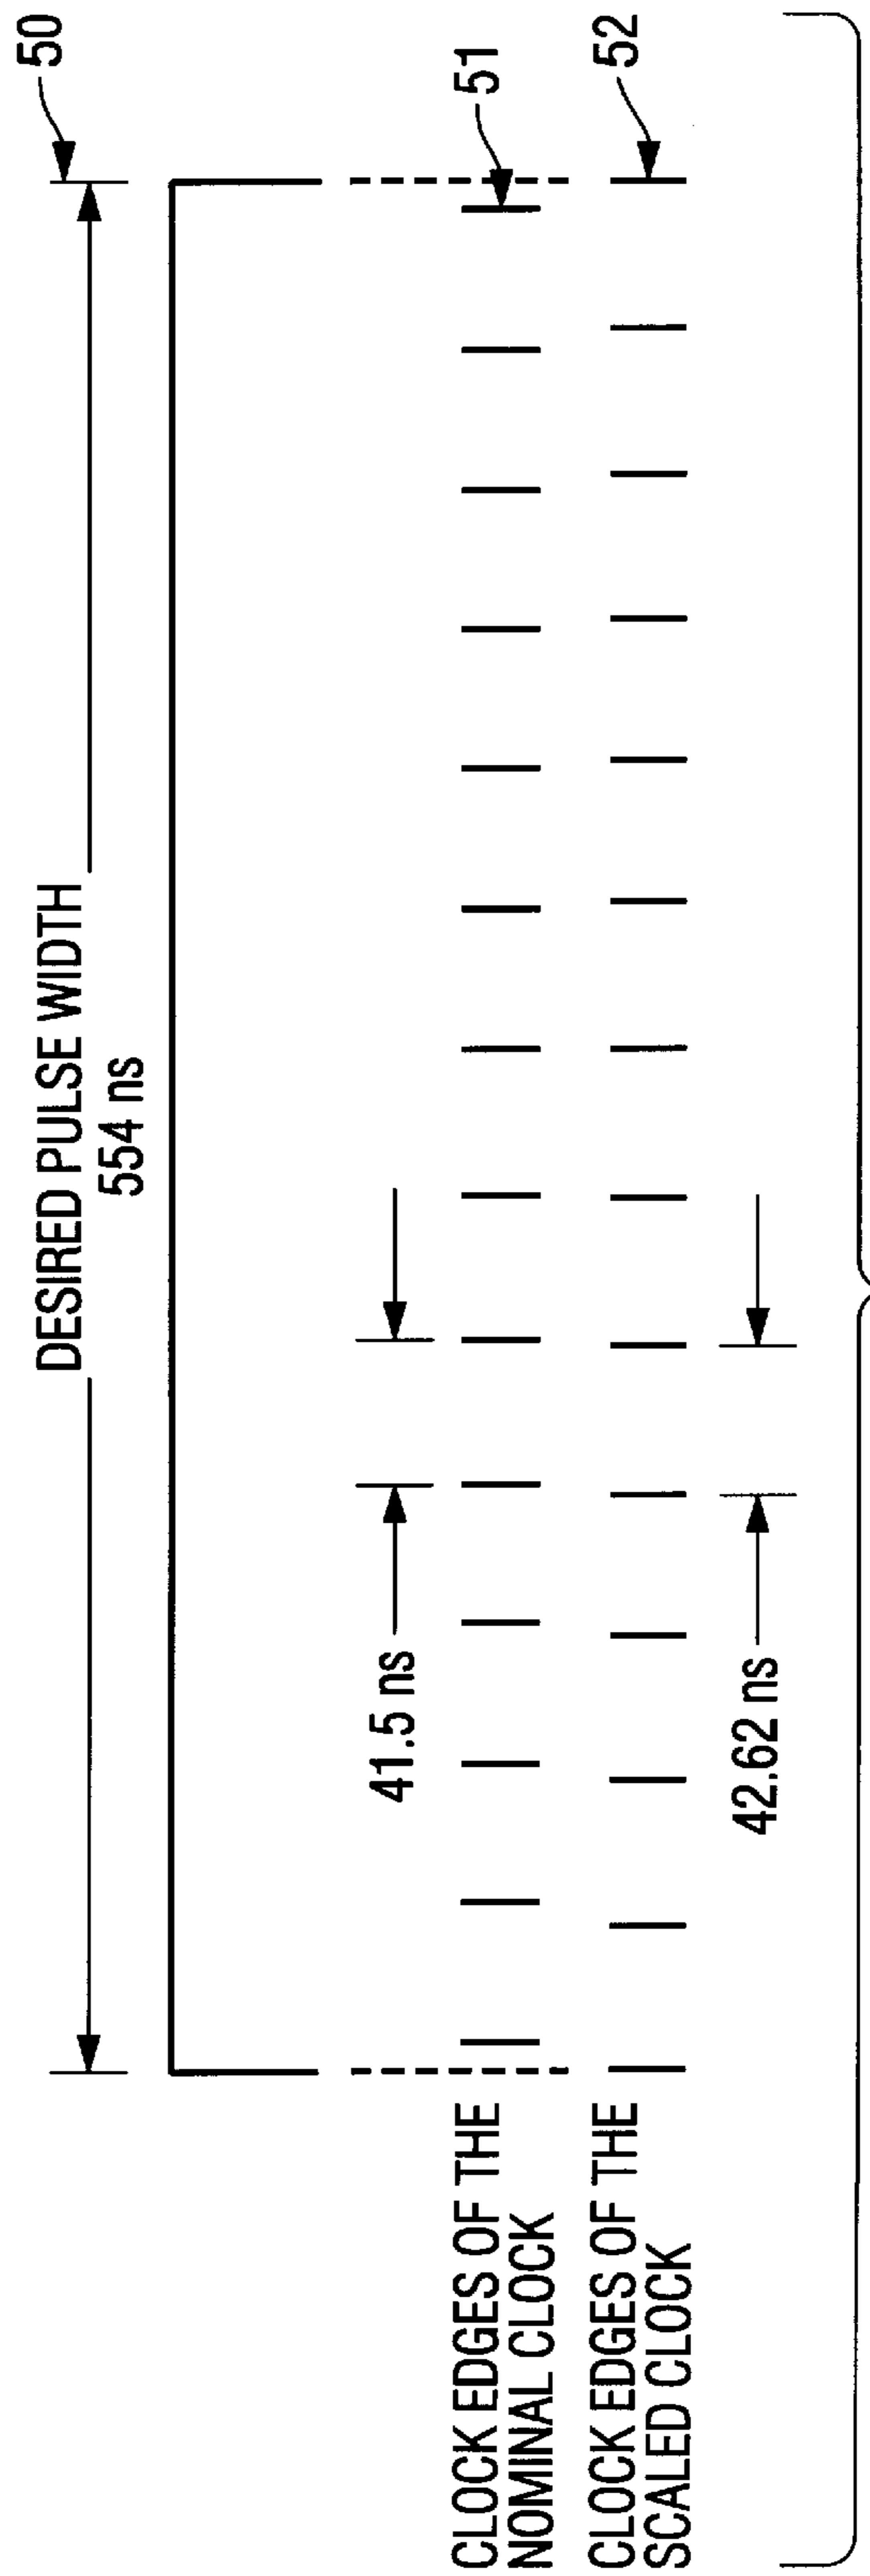 DESIRED PULSE WIDTH
554 ns
50
41.5 ns
CLOCK EDGES OF THE
NOMINAL CLOCK
51
CLOCK EDGES OF THE
SCALED CLOCK
52
42.62 ns